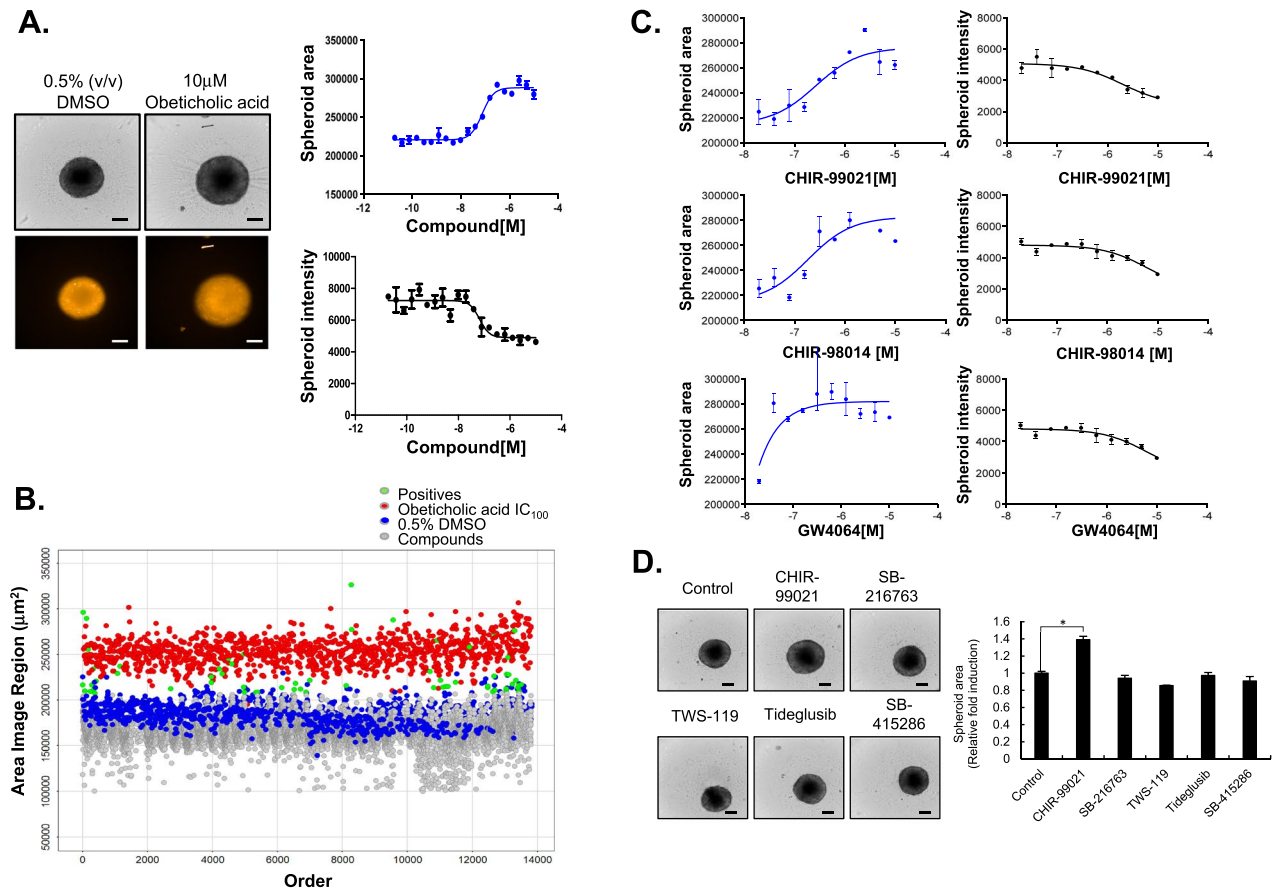 A.
0.5% (v/v)
DMSO
10μM
Obeticholic acid
Spheroid area
350000
300000
250000
200000
150000
-12
-10
-8
-6
-4
Compound[M]
Spheroid intensity
10000
8000
6000
4000
2000
0
-12
-10
-8
-6
-4
Compound[M]
B.
Positives
Obeticholic acid IC100
0.5% DMSO
Compounds
Area Image Region (μm²)
350000
300000
250000
200000
150000
100000
50000
0
2000
4000
6000
8000
10000
12000
14000
Order
C.
Spheroid area
300000
280000
260000
240000
220000
200000
-8
-7
-6
-5
-4
CHIR-99021[M]
Spheroid intensity
8000
6000
4000
2000
0
-8
-7
-6
-5
-4
CHIR-99021[M]
Spheroid area
300000
280000
260000
240000
220000
200000
-8
-7
-6
-5
-4
CHIR-98014 [M]
Spheroid intensity
8000
6000
4000
2000
0
-8
-7
-6
-5
-4
CHIR-98014 [M]
Spheroid area
300000
280000
260000
240000
220000
200000
-8
-7
-6
-5
-4
GW4064[M]
Spheroid intensity
8000
6000
4000
2000
0
-8
-7
-6
-5
-4
GW4064[M]
D.
Control
CHIR-
99021
SB-
216763
TWS-119
Tideglusib
SB-
415286
Spheroid area
(Relative fold induction)
1.6
1.4
1.2
1
0.8
0.6
0.4
0.2
0
*
Control
CHIR-99021
SB-216763
TWS-119
Tideglusib
SB-415286